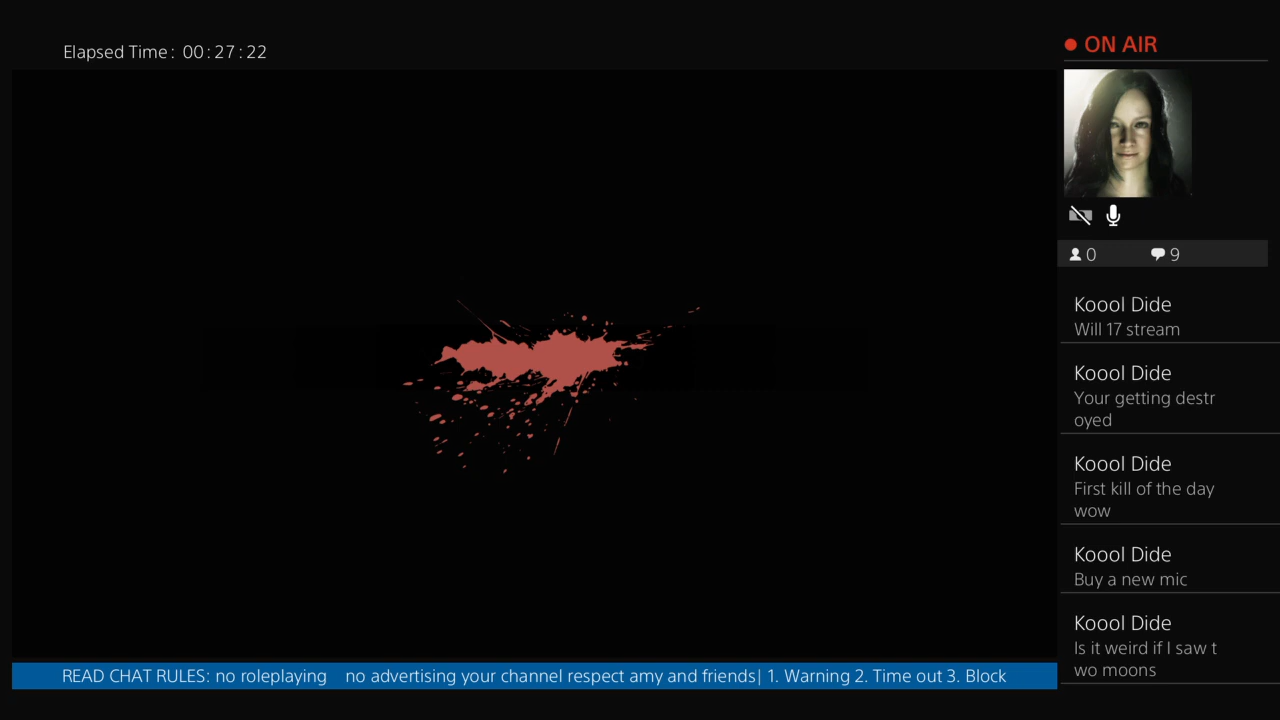 Elapsed Time: 00:27:22
ON AIR
0 9
Koool Dide
Will 17 stream
Koool Dide
Your getting destr
oyed
Koool Dide
First kill of the day
wow
Koool Dide
Buy a new mic
Koool Dide
Is it weird if I saw t
wo moons
READ CHAT RULES: no roleplaying no advertising your channel respect amy and friends| 1. Warning 2. Time out 3. Block